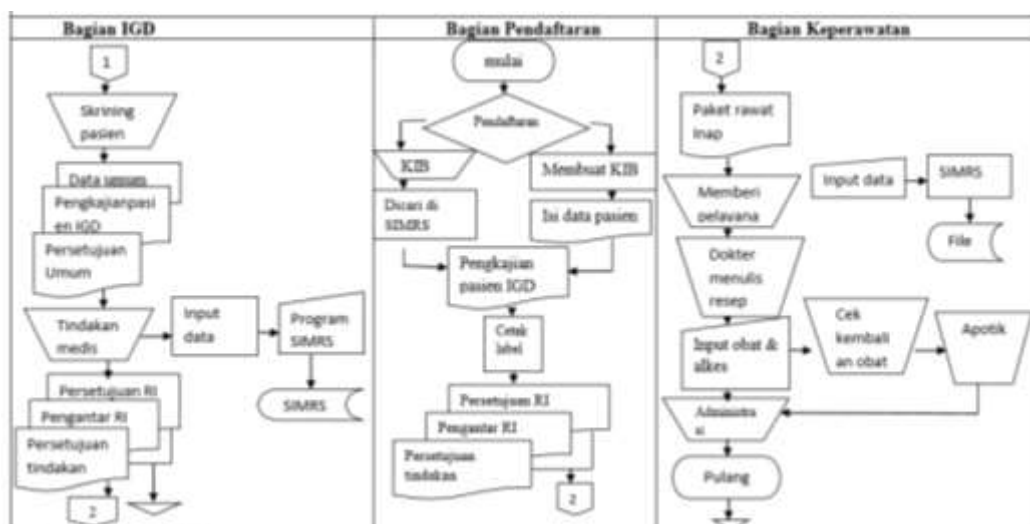 Bagian IGD
1
Skrining
pasien
Data umum
Pengkajianpasi
en IGD
Persetujuan
Umum
Tindakan
medis
Input
data
Program
SIMRS
SIMRS
Persetujuan RI
Pengantar RI
Persetujuan
tindakan
2
Bagian Pendaftaran
mulai
Pendaftaran
KIB
Membuat KIB
Dicari di
SIMRS
Isi data pasien
Pengkajian
pasien IGD
Cetak
label
Persetujuan RI
Pengantar RI
Persetujuan
tindakan
2
Bagian Keperawatan
2
Paket rawat
Inap
Memberi
pelayana
Input data
SIMRS
File
Dokter
menulis
resep
Input obat &
alkes
Cek
kembali
an obat
Apotik
Administra
si
Pulang